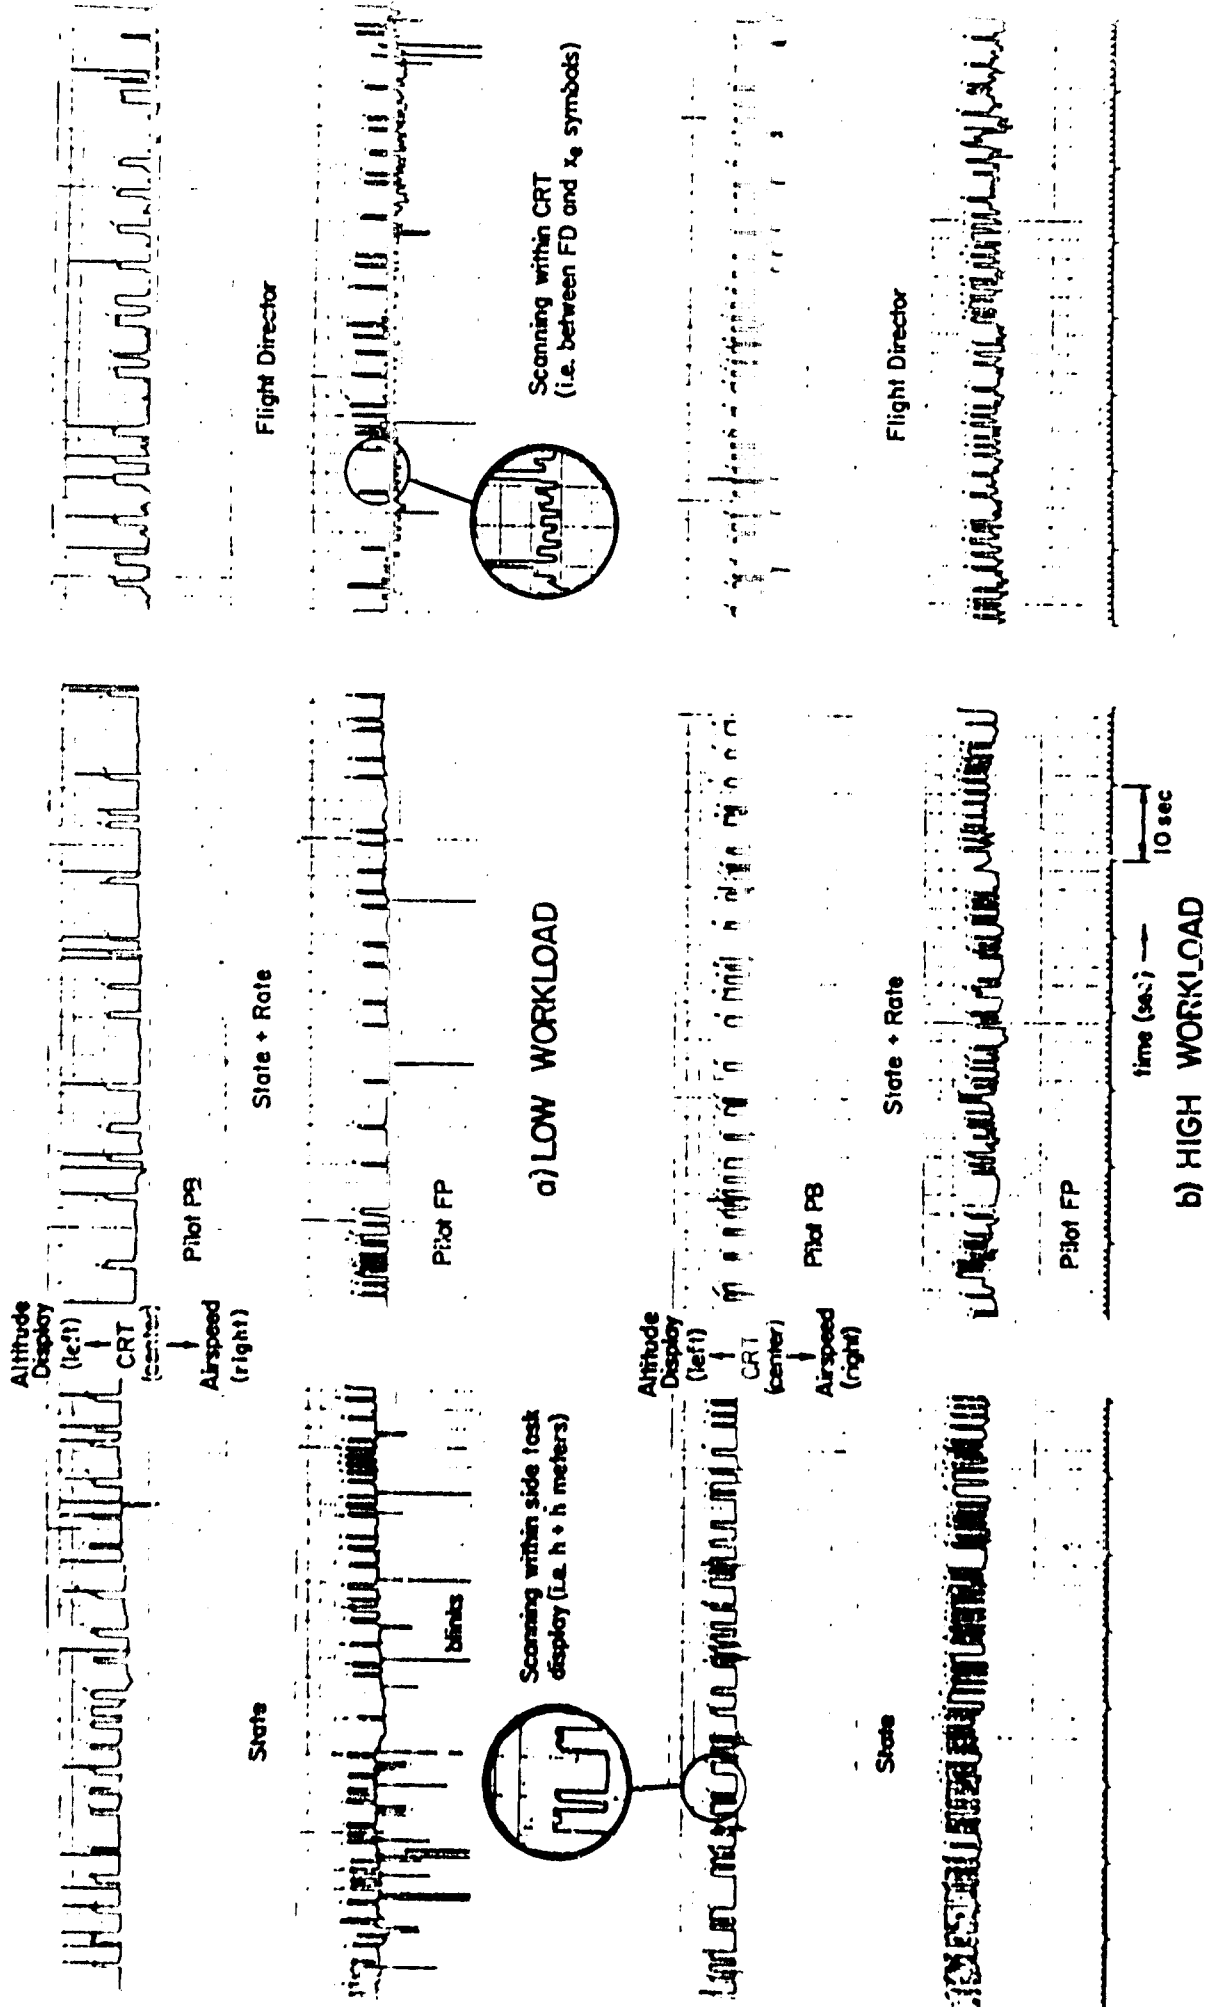 Altitude
Display
(left)
CRT
(center)
Airspeed
(right)
Pilot PB
State
State + Rate
Flight Director
Pilot FP
blinks
Scanning within side task
display (i.e. h + ḣ meters)
Scanning within CRT
(i.e. between FD and xₑ symbols)
a) LOW WORKLOAD
Altitude
Display
(left)
CRT
(center)
Airspeed
(right)
Pilot PB
State
State + Rate
Flight Director
Pilot FP
time (sec)
10 sec
b) HIGH WORKLOAD